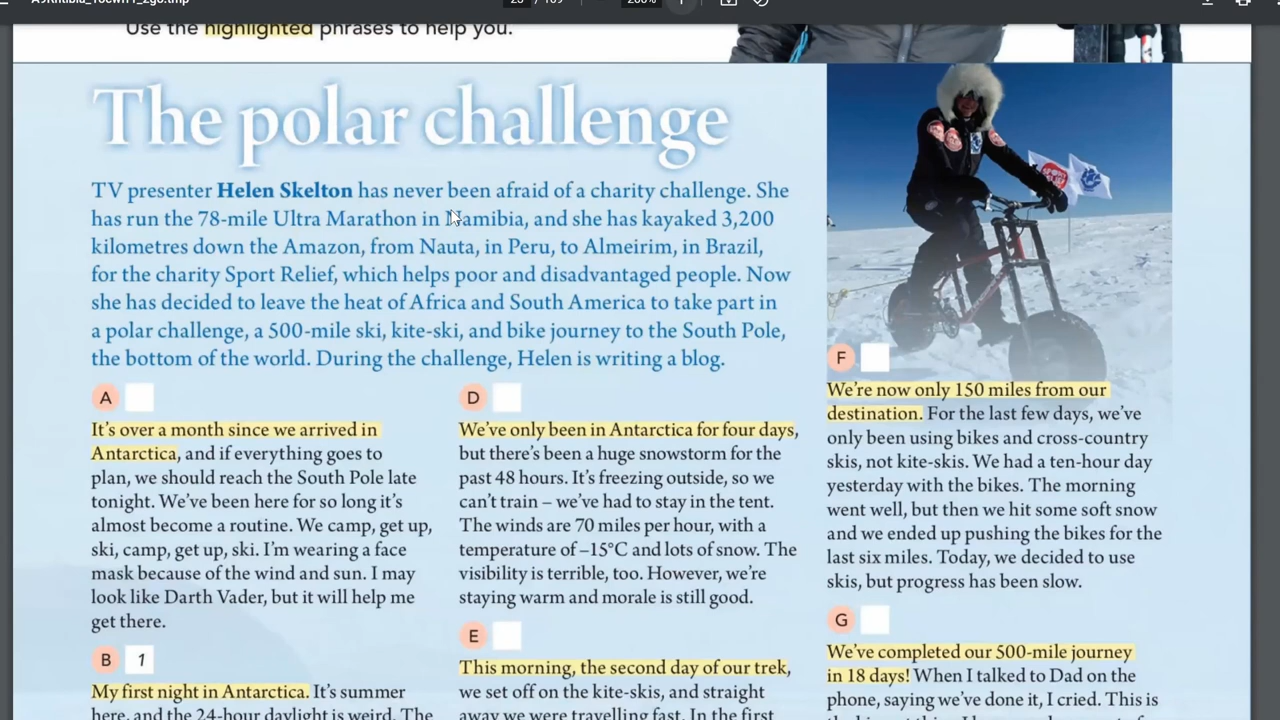 Use the highlighted phrases to help you.
The polar challenge
TV presenter Helen Skelton has never been afraid of a charity challenge. She
has run the 78-mile Ultra Marathon in Namibia, and she has kayaked 3,200
kilometres down the Amazon, from Nauta, in Peru, to Almeirim, in Brazil,
for the charity Sport Relief, which helps poor and disadvantaged people. Now
she has decided to leave the heat of Africa and South America to take part in
a polar challenge, a 500-mile ski, kite-ski, and bike journey to the South Pole,
the bottom of the world. During the challenge, Helen is writing a blog.
A
It's over a month since we arrived in
Antarctica, and if everything goes to
plan, we should reach the South Pole late
tonight. We've been here for so long it's
almost become a routine. We camp, get up,
ski, camp, get up, ski. I'm wearing a face
mask because of the wind and sun. I may
look like Darth Vader, but it will help me
get there.
B 1
My first night in Antarctica. It's summer
here, and the 24-hour daylight is weird. The
D
We've only been in Antarctica for four days,
but there's been a huge snowstorm for the
past 48 hours. It's freezing outside, so we
can't train – we've had to stay in the tent.
The winds are 70 miles per hour, with a
temperature of –15°C and lots of snow. The
visibility is terrible, too. However, we're
staying warm and morale is still good.
E
This morning, the second day of our trek,
we set off on the kite-skis, and straight
away we were travelling fast. In the first
F
We're now only 150 miles from our
destination. For the last few days, we've
only been using bikes and cross-country
skis, not kite-skis. We had a ten-hour day
yesterday with the bikes. The morning
went well, but then we hit some soft snow
and we ended up pushing the bikes for the
last six miles. Today, we decided to use
skis, but progress has been slow.
G
We've completed our 500-mile journey
in 18 days! When I talked to Dad on the
phone, saying we've done it, I cried. This is